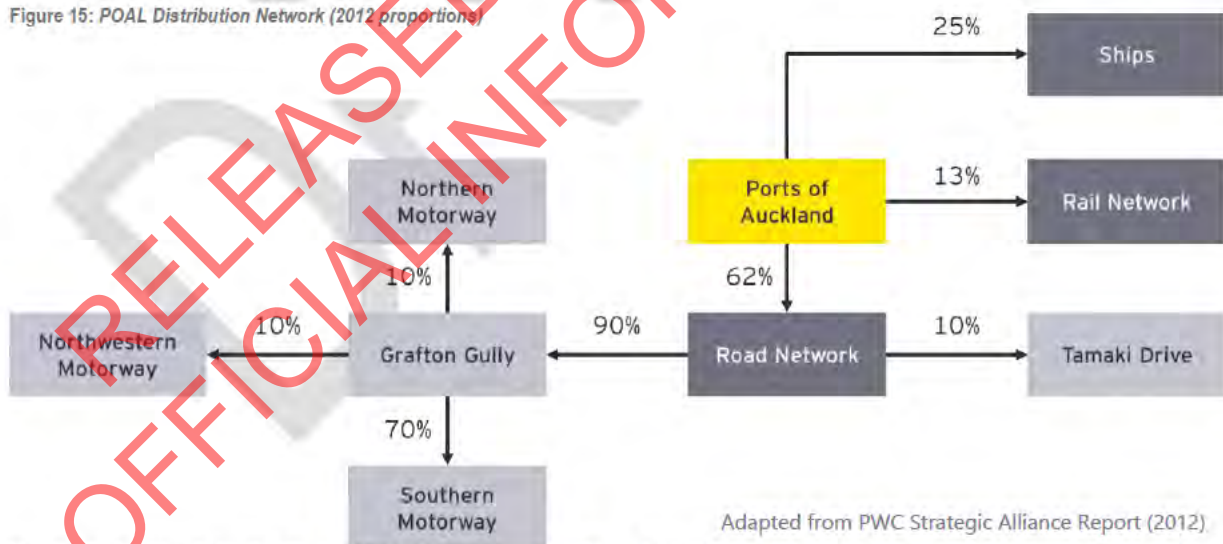 Figure 15: POAL Distribution Network (2012 proportions)
25%
Ships
Northern
Motorway
Ports of
Auckland
13%
Rail Network
10%
62%
Northwestern
Motorway
10%
Grafton Gully
90%
Road Network
10%
Tamaki Drive
70%
Southern
Motorway
Adapted from PWC Strategic Alliance Report (2012)
RELEASE
OFFICIAL INFO